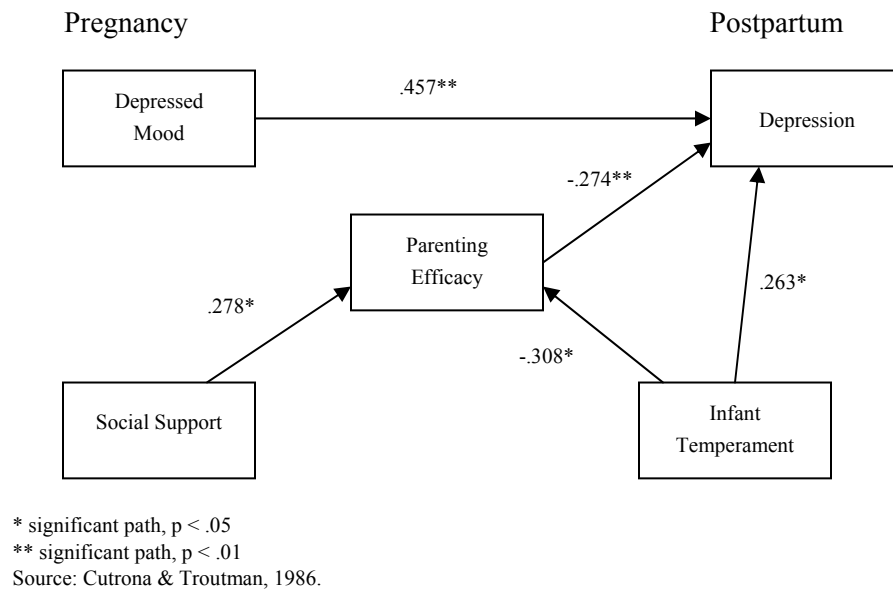 Pregnancy
Postpartum
Depressed
Mood
.457**
Depression
-.274**
Parenting
Efficacy
.278*
.263*
-.308*
Social Support
Infant
Temperament
* significant path, p < .05
** significant path, p < .01
Source: Cutrona & Troutman, 1986.